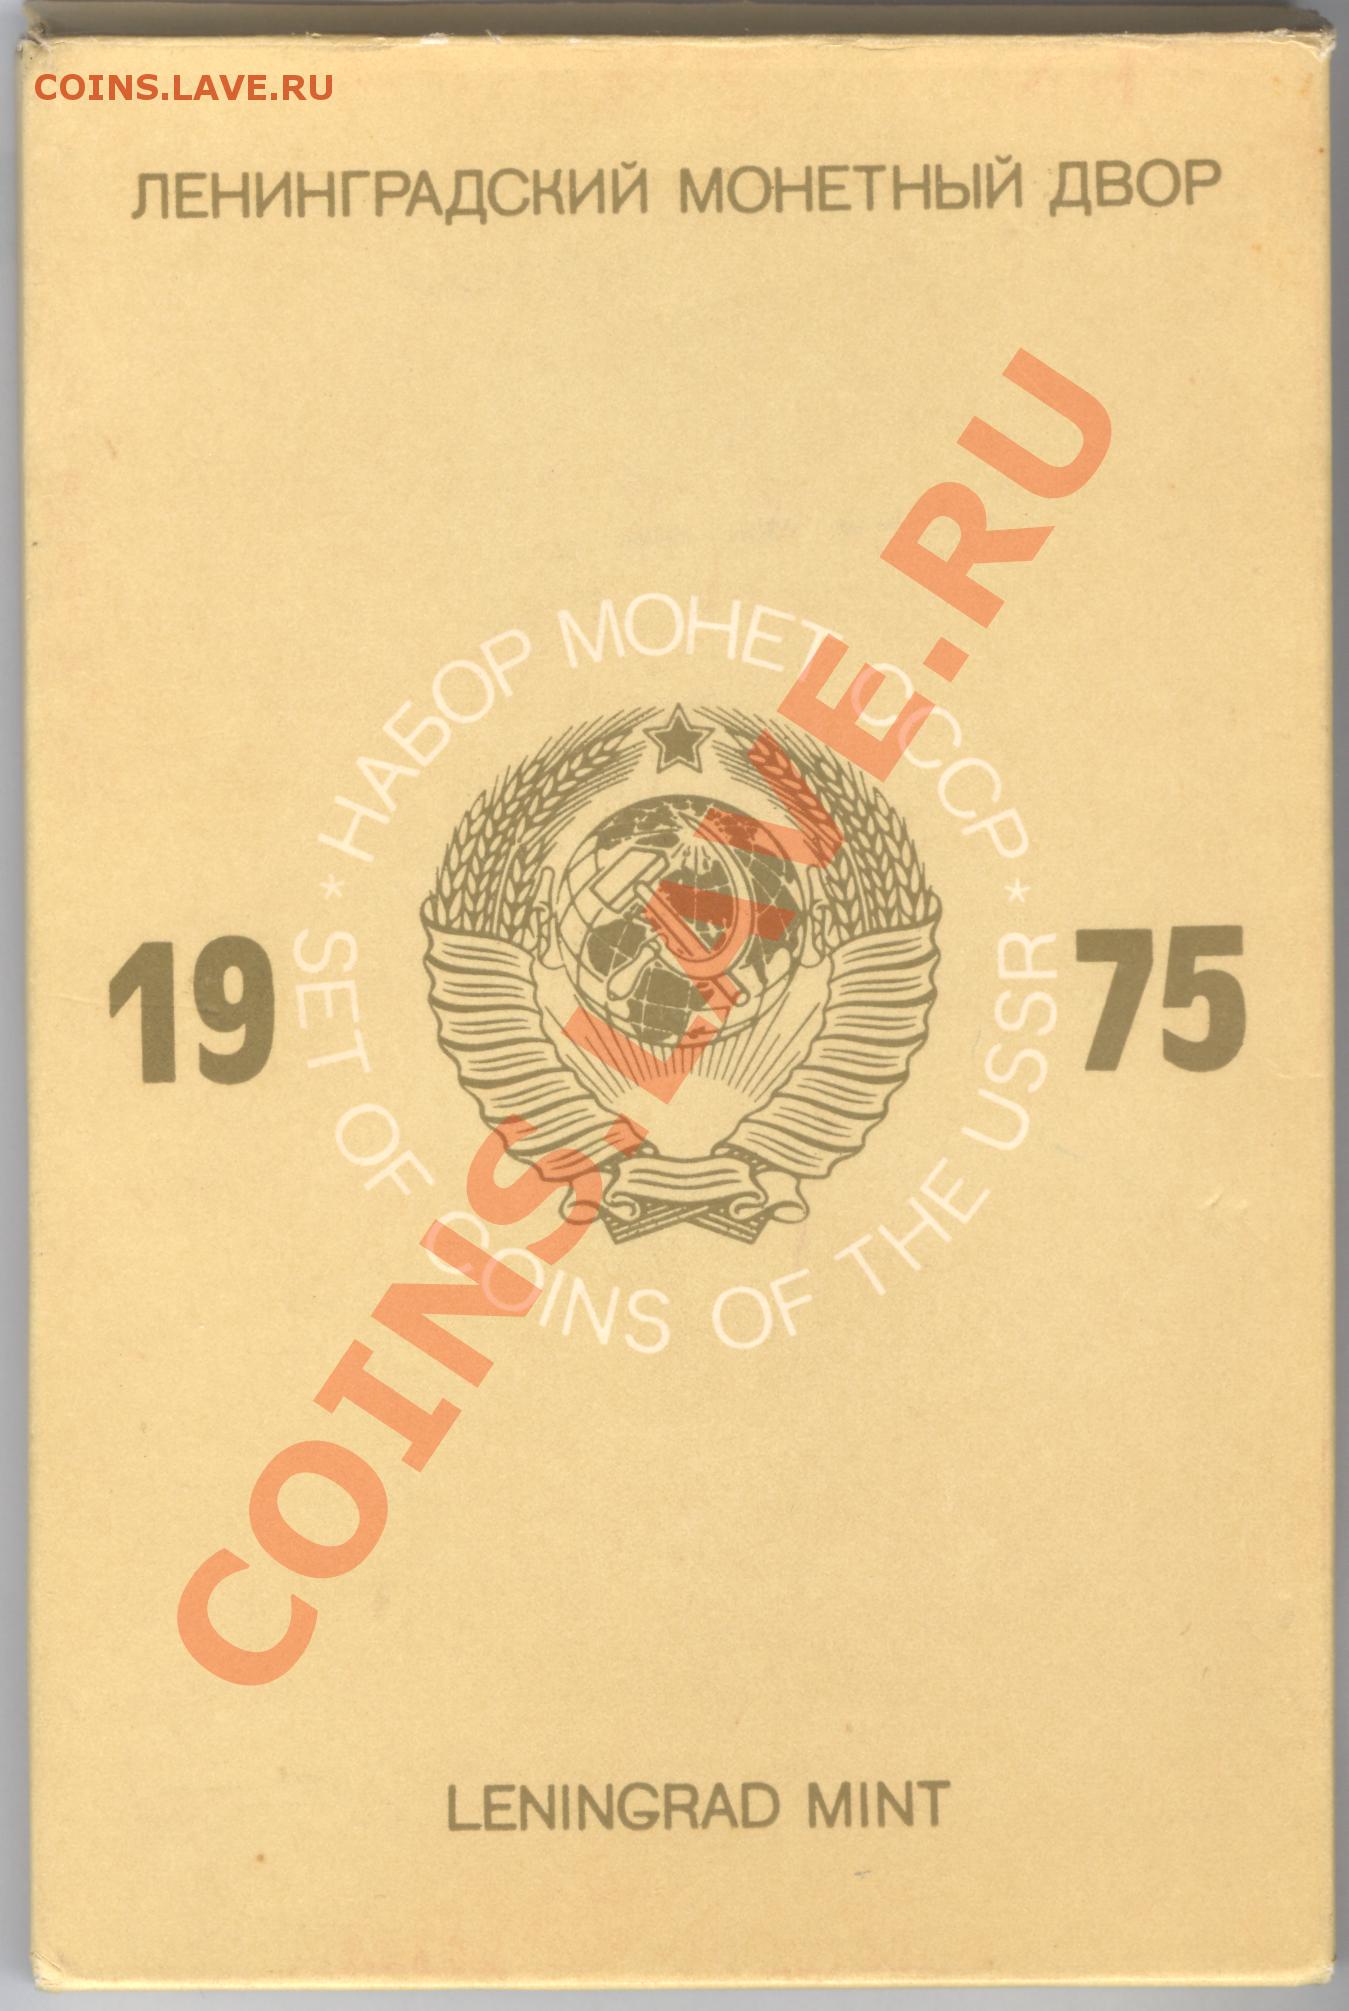 COINS.LAVE.RU
ЛЕНИНГРАДСКИЙ МОНЕТНЫЙ ДВОР
* НАБОР МОНЕТ СССР *
19 75
SET OF COINS OF THE USSR
COINS.LAVE.RU
LENINGRAD MINT